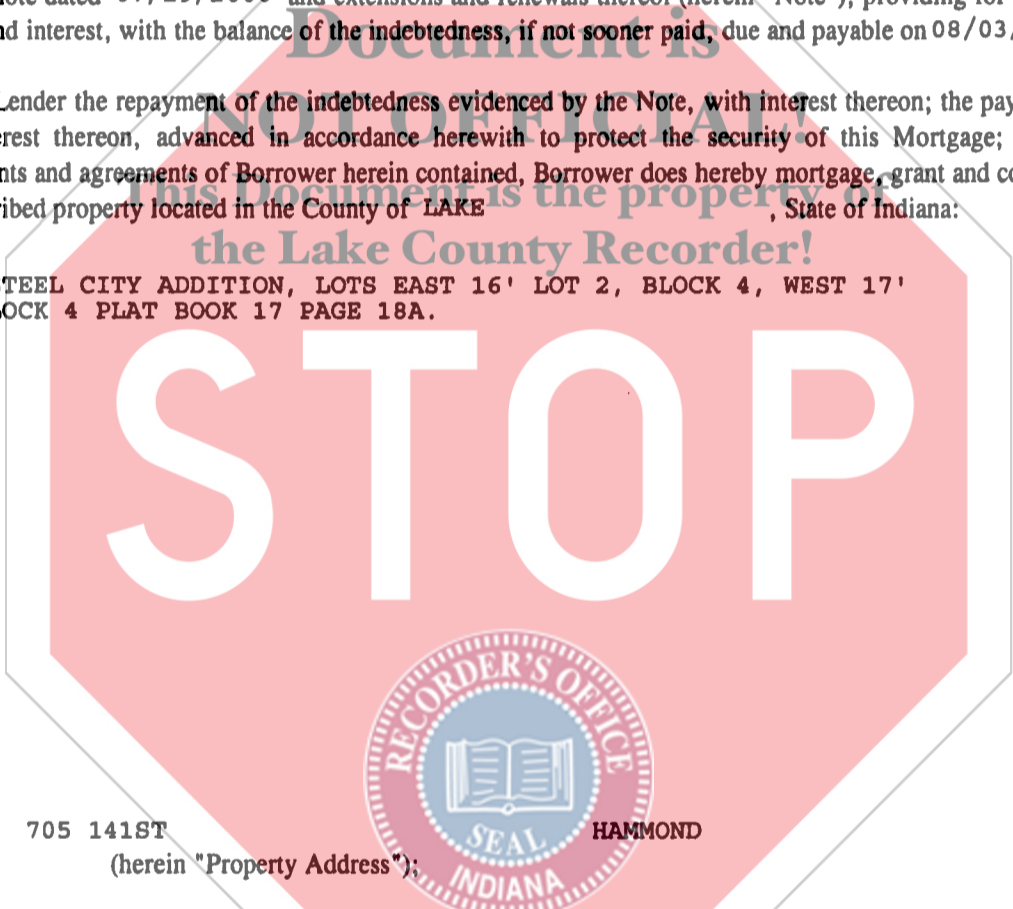 and extensions and renewals thereof (herein "Note"), providing for
nd interest, with the balance of the indebtedness, if not sooner paid, due and payable on 08/03/
Document is
Lender the repayment of the indebtedness evidenced by the Note, with interest thereon; the pay
NOT OFFICIAL!
rest thereon, advanced in accordance herewith to protect the security of this Mortgage;
nts and agreements of Borrower herein contained, Borrower does hereby mortgage, grant and co
This Document is the property of
ibed property located in the County of LAKE , State of Indiana:
the Lake County Recorder!
TEEL CITY ADDITION, LOTS EAST 16' LOT 2, BLOCK 4, WEST 17'
OCK 4 PLAT BOOK 17 PAGE 18A.
STOP
RECORDER'S OFFICE
SEAL
INDIANA
705 141ST HAMMOND
(herein "Property Address");